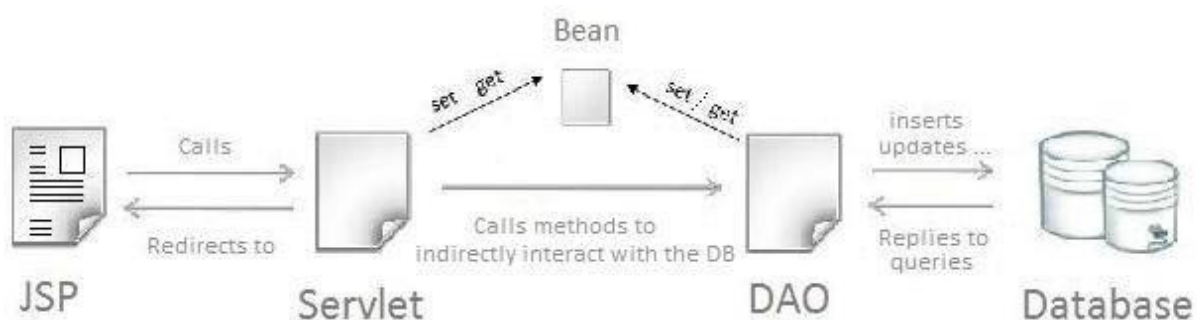 Bean
set get
set get
Calls
Redirects to
Calls methods to
indirectly interact with the DB
inserts
updates ...
Replies to
queries
JSP
Servlet
DAO
Database